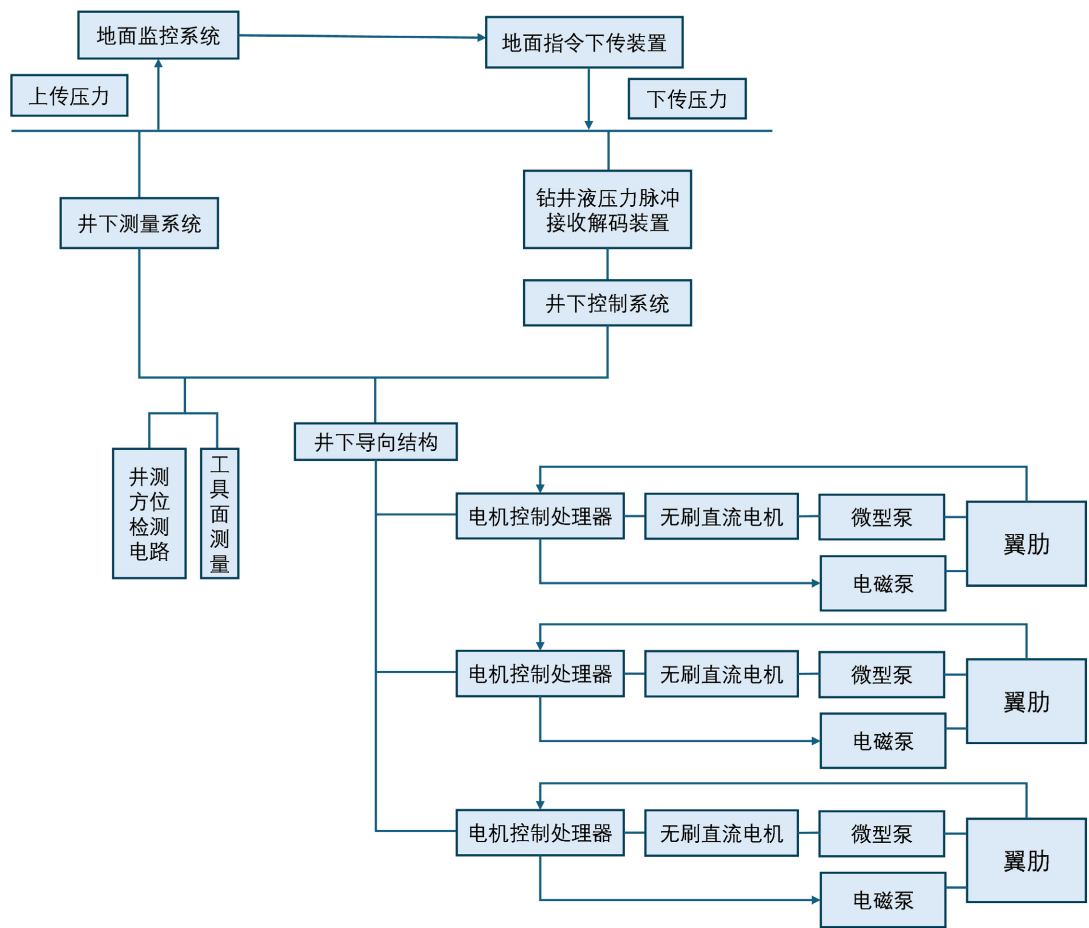 地面监控系统
地面指令下传装置
上传压力
下传压力
井下测量系统
钻井液压力脉冲
接收解码装置
井下控制系统
井下导向结构
井测
方位
检测
电路
工
具
面
测
量
电机控制处理器
无刷直流电机
微型泵
翼肋
电磁泵
电机控制处理器
无刷直流电机
微型泵
翼肋
电磁泵
电机控制处理器
无刷直流电机
微型泵
翼肋
电磁泵